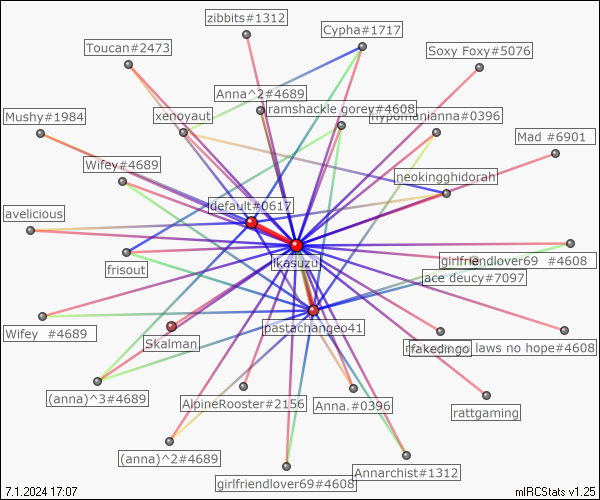 zibbits#1312
Cypha#1717
Toucan#2473
Soxy Foxy#5076
Anna^2#4689
ramshackle gorey#4608
hypomanianna#0396
Mushy#1984
xenoyaut
Mad #6901
Wifey#4689
neokingghidorah
default#0617
avelicious
ikasuzu
girlfriendlover69 #4608
frisout
ace deucy#7097
pastachangeo41
Wifey #4689
Skalman
laws no hope#4608
(anna)^3#4689
AlpineRooster#2156
Anna.#0396
rattgaming
(anna)^2#4689
Annarchist#1312
girlfriendlover69#4608
7.1.2024 17:07
mIRCStats v1.25